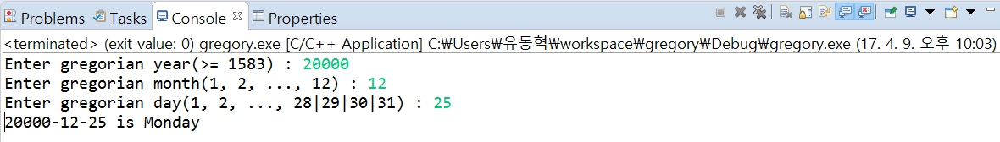 Problems Tasks Console Properties
<terminated> (exit value: 0) gregory.exe [C/C++ Application] C:₩Users₩유동혁₩workspace₩gregory₩Debug₩gregory.exe (17. 4. 9. 오후 10:03)
Enter gregorian year(>= 1583) : 20000
Enter gregorian month(1, 2, ..., 12) : 12
Enter gregorian day(1, 2, ..., 28|29|30|31) : 25
20000-12-25 is Monday